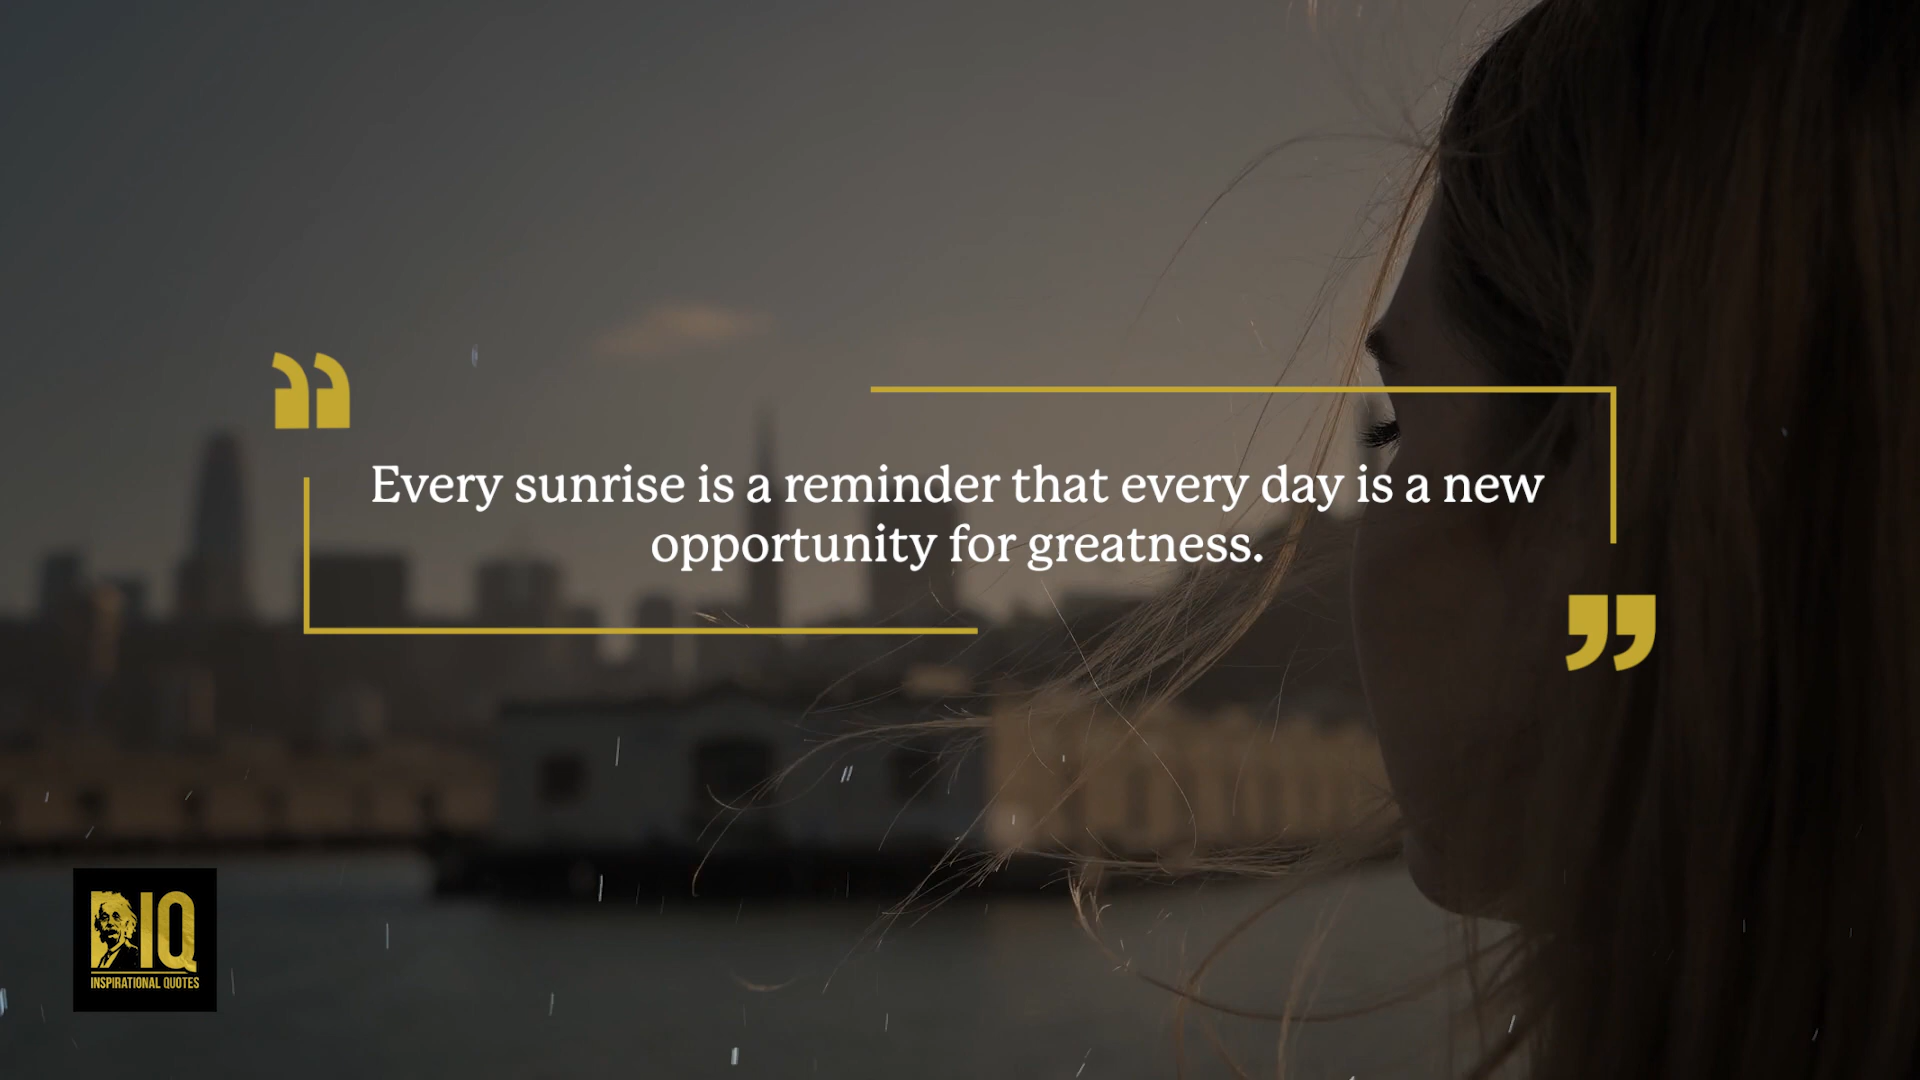 Every sunrise is a reminder that every day is a new
opportunity for greatness.
IQ
INSPIRATIONAL QUOTES